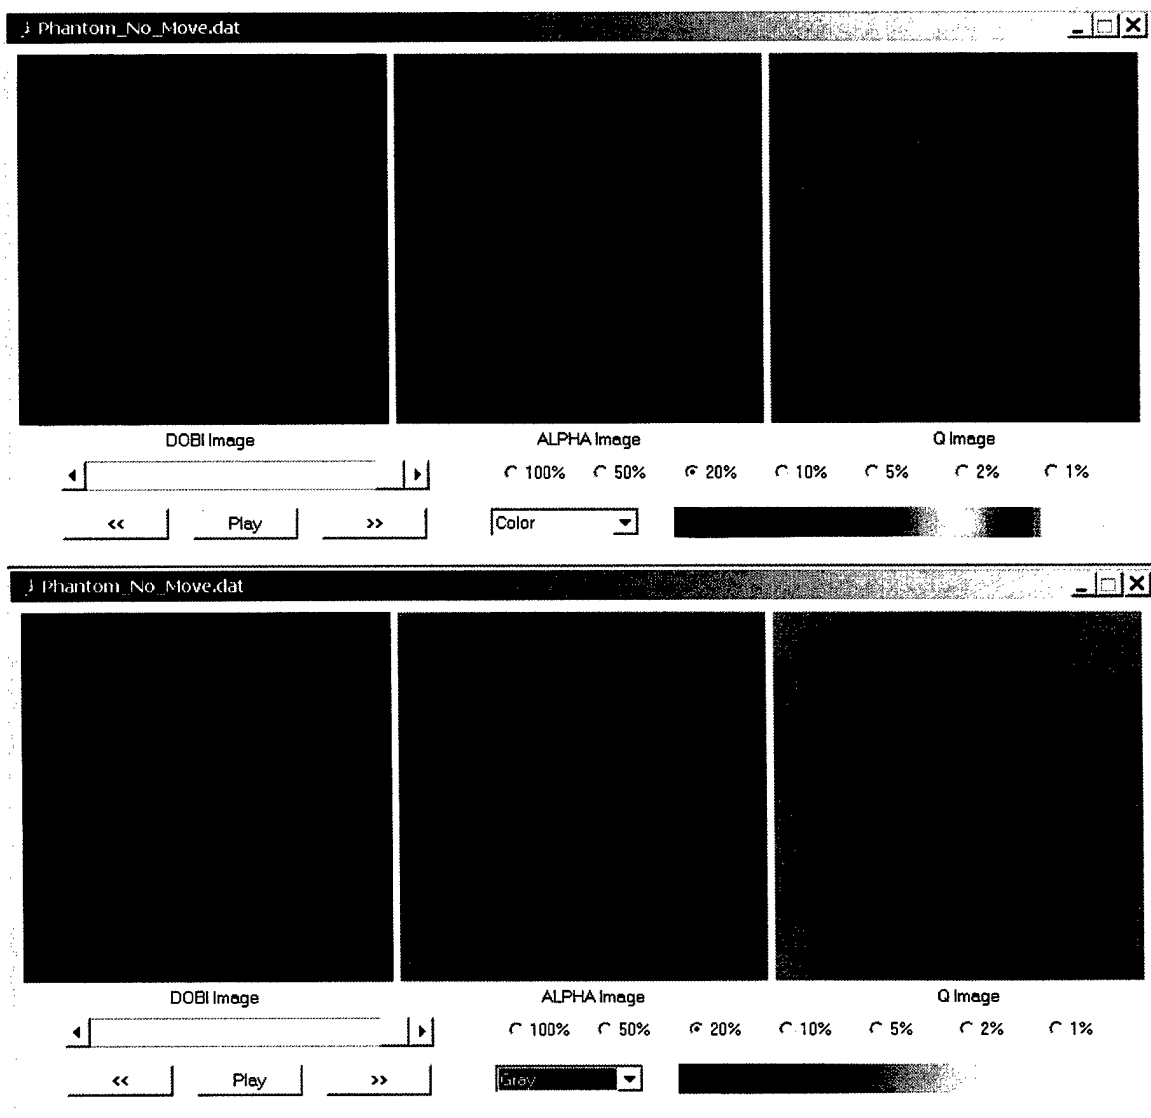 Phantom_No_Move.dat
DOBI Image ALPHA Image Q Image
100% 50% 20% 10% 5% 2% 1%
<< Play >> Color
Phantom_No_Move.dat
DOBI Image ALPHA Image Q Image
100% 50% 20% 10% 5% 2% 1%
<< Play >> Gray